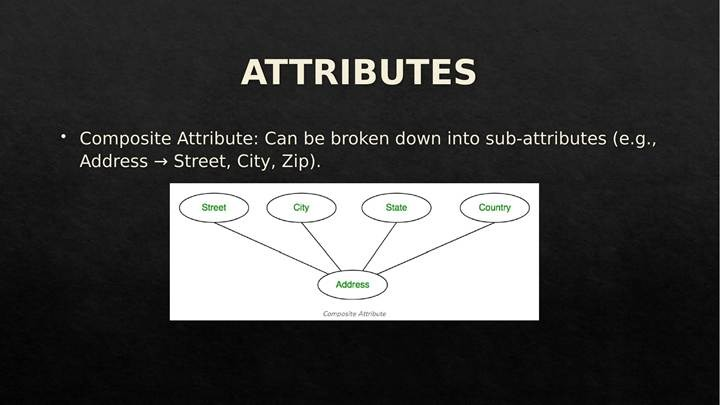 ATTRIBUTES
• Composite Attribute: Can be broken down into sub-attributes (e.g.,
Address → Street, City, Zip).
Street City State Country
Address
Composite Attribute